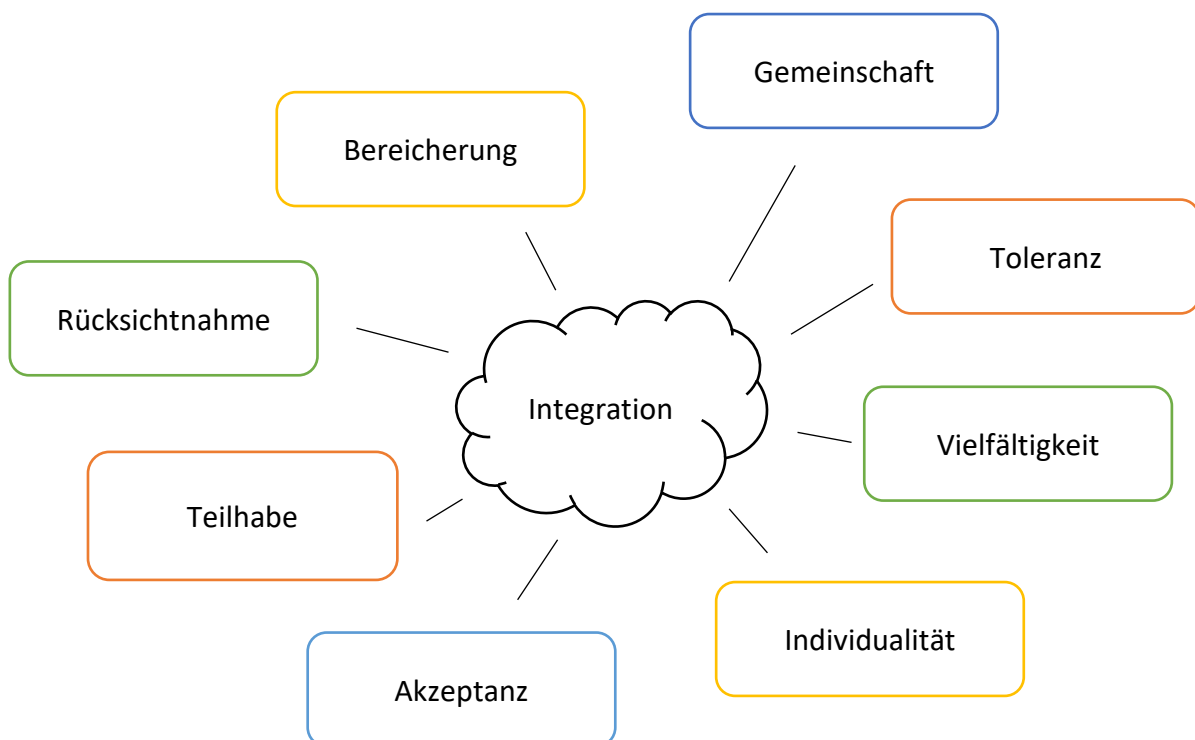 Gemeinschaft
Bereicherung
Toleranz
Rücksichtnahme
Integration
Vielfältigkeit
Teilhabe
Individualität
Akzeptanz